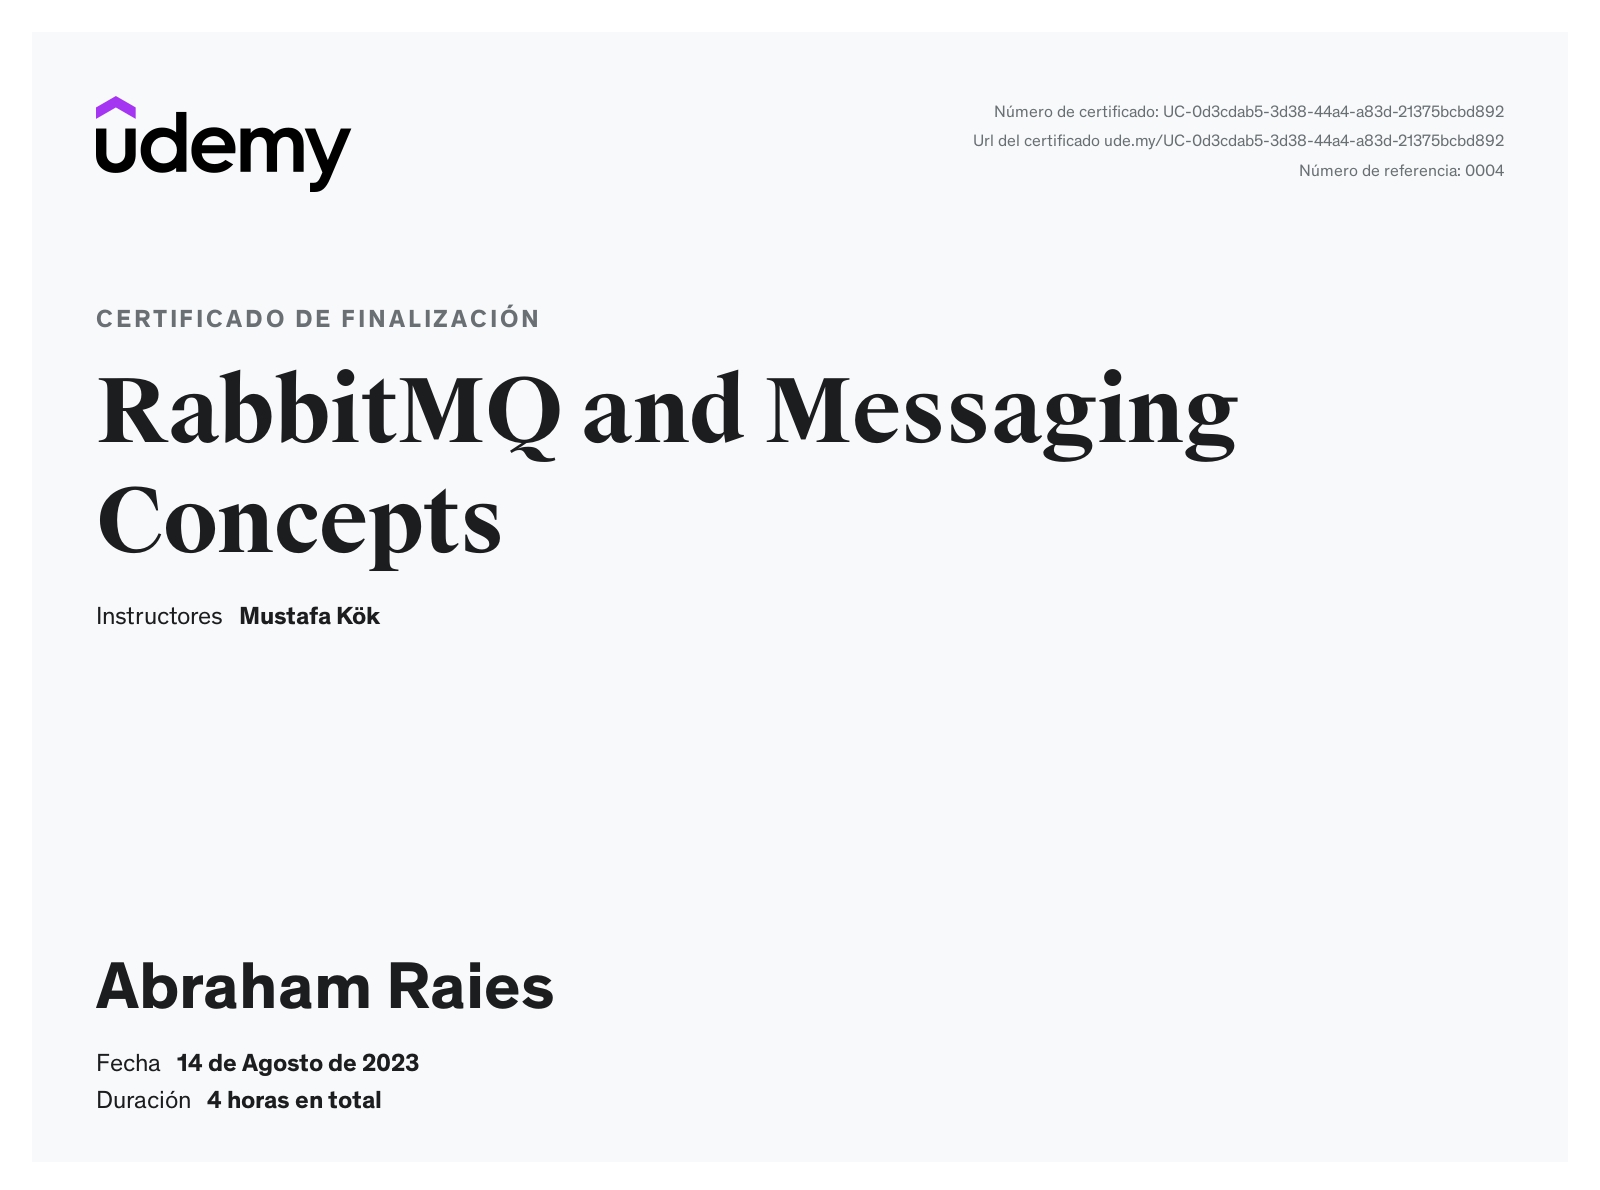 udemy
Número de certificado: UC-0d3cdab5-3d38-44a4-a83d-21375bcbd892
Url del certificado ude.my/UC-0d3cdab5-3d38-44a4-a83d-21375bcbd892
Número de referencia: 0004
CERTIFICADO DE FINALIZACIÓN
RabbitMQ and Messaging
Concepts
Instructores Mustafa Kök
Abraham Raies
Fecha 14 de Agosto de 2023
Duración 4 horas en total